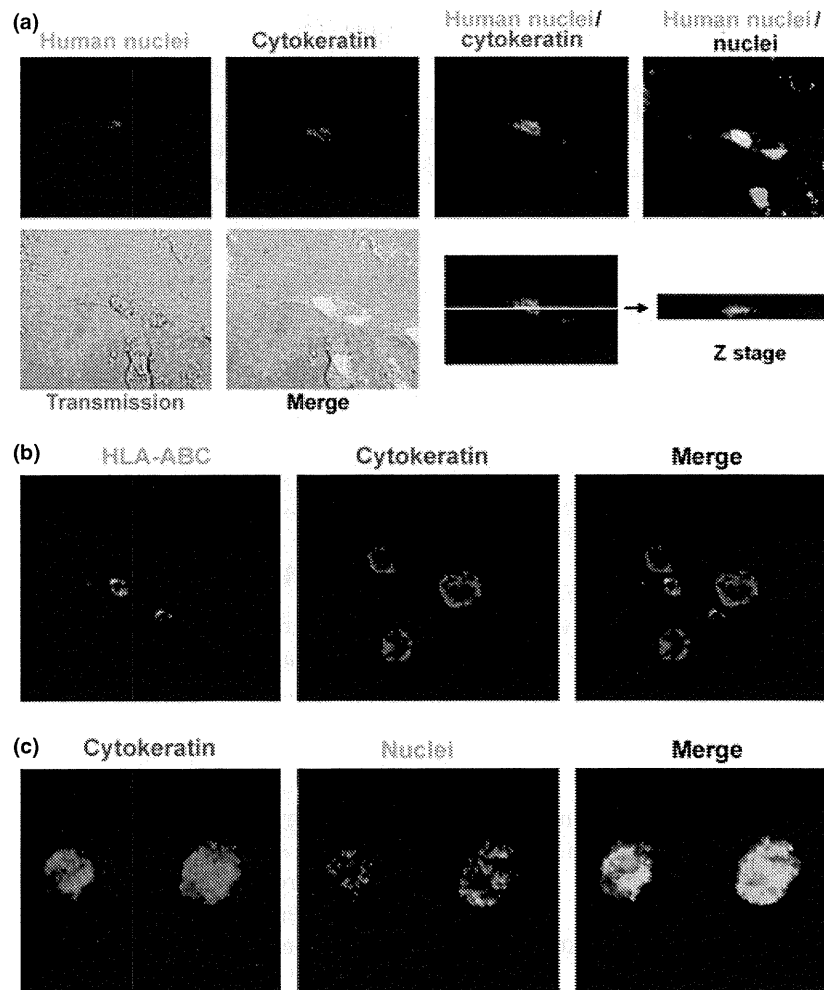 (a)
Human nuclei
Cytokeratin
Human nuclei/
cytokeratin
Human nuclei/
nuclei
Transmission
Merge
Z stage
(b)
HLA-ABC
Cytokeratin
Merge
(c)
Cytokeratin
Nuclei
Merge